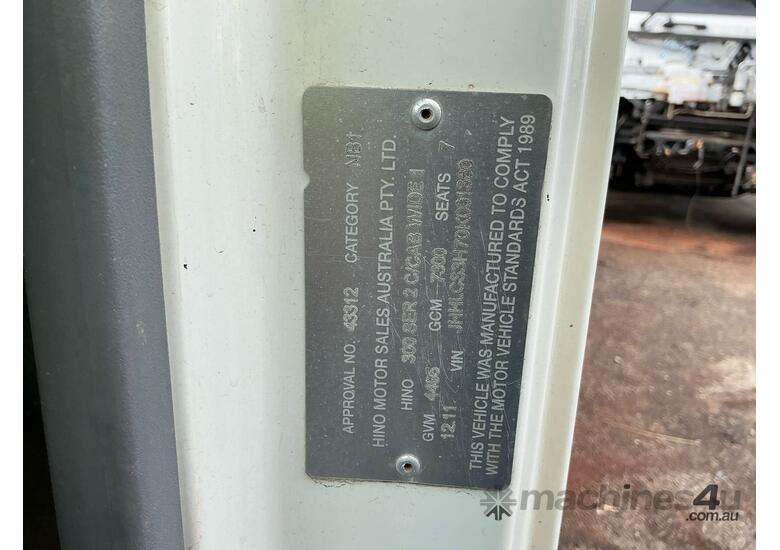 APPROVAL NO. 43312 CATEGORY NB1
HINO MOTOR SALES AUSTRALIA PTY. LTD.
HINO 300 SER 2 C/CAB WIDE 1
GVM 4495 GCM 7300 SEATS 7
12.11 VIN
THIS VEHICLE WAS MANUFACTURED TO COMPLY
WITH THE MOTOR VEHICLE STANDARDS ACT 1989
machines4u
.com.au